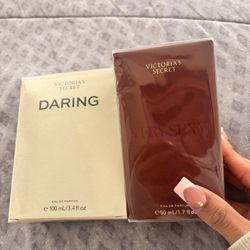 VICTORIA'S SECRET
DARING
EAU DE PARFUM
℮ 100 mL/3.4 fl oz
VICTORIA'S
SECRET
EAU DE PARFUM
℮ 50 mL/1.7 fl oz